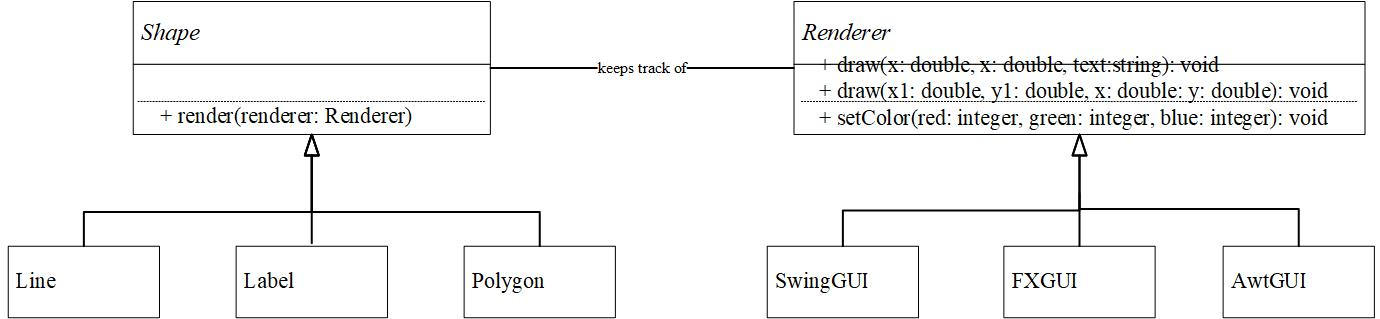 Shape
+ render(renderer: Renderer)
keeps track of
Renderer
+ draw(x: double, x: double, text:string): void
+ draw(x1: double, y1: double, x: double: y: double): void
+ setColor(red: integer, green: integer, blue: integer): void
Line
Label
Polygon
SwingGUI
FXGUI
AwtGUI